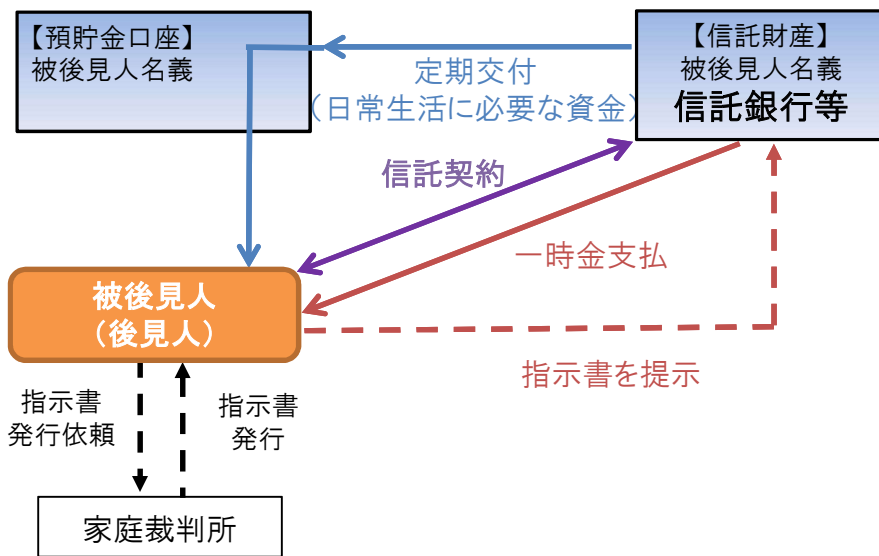 【預貯金口座】
被後見人名義
【信託財産】
被後見人名義
信託銀行等
定期交付
（日常生活に必要な資金）
信託契約
一時金支払
被後見人
（後見人）
指示書を提示
指示書
発行依頼
指示書
発行
家庭裁判所